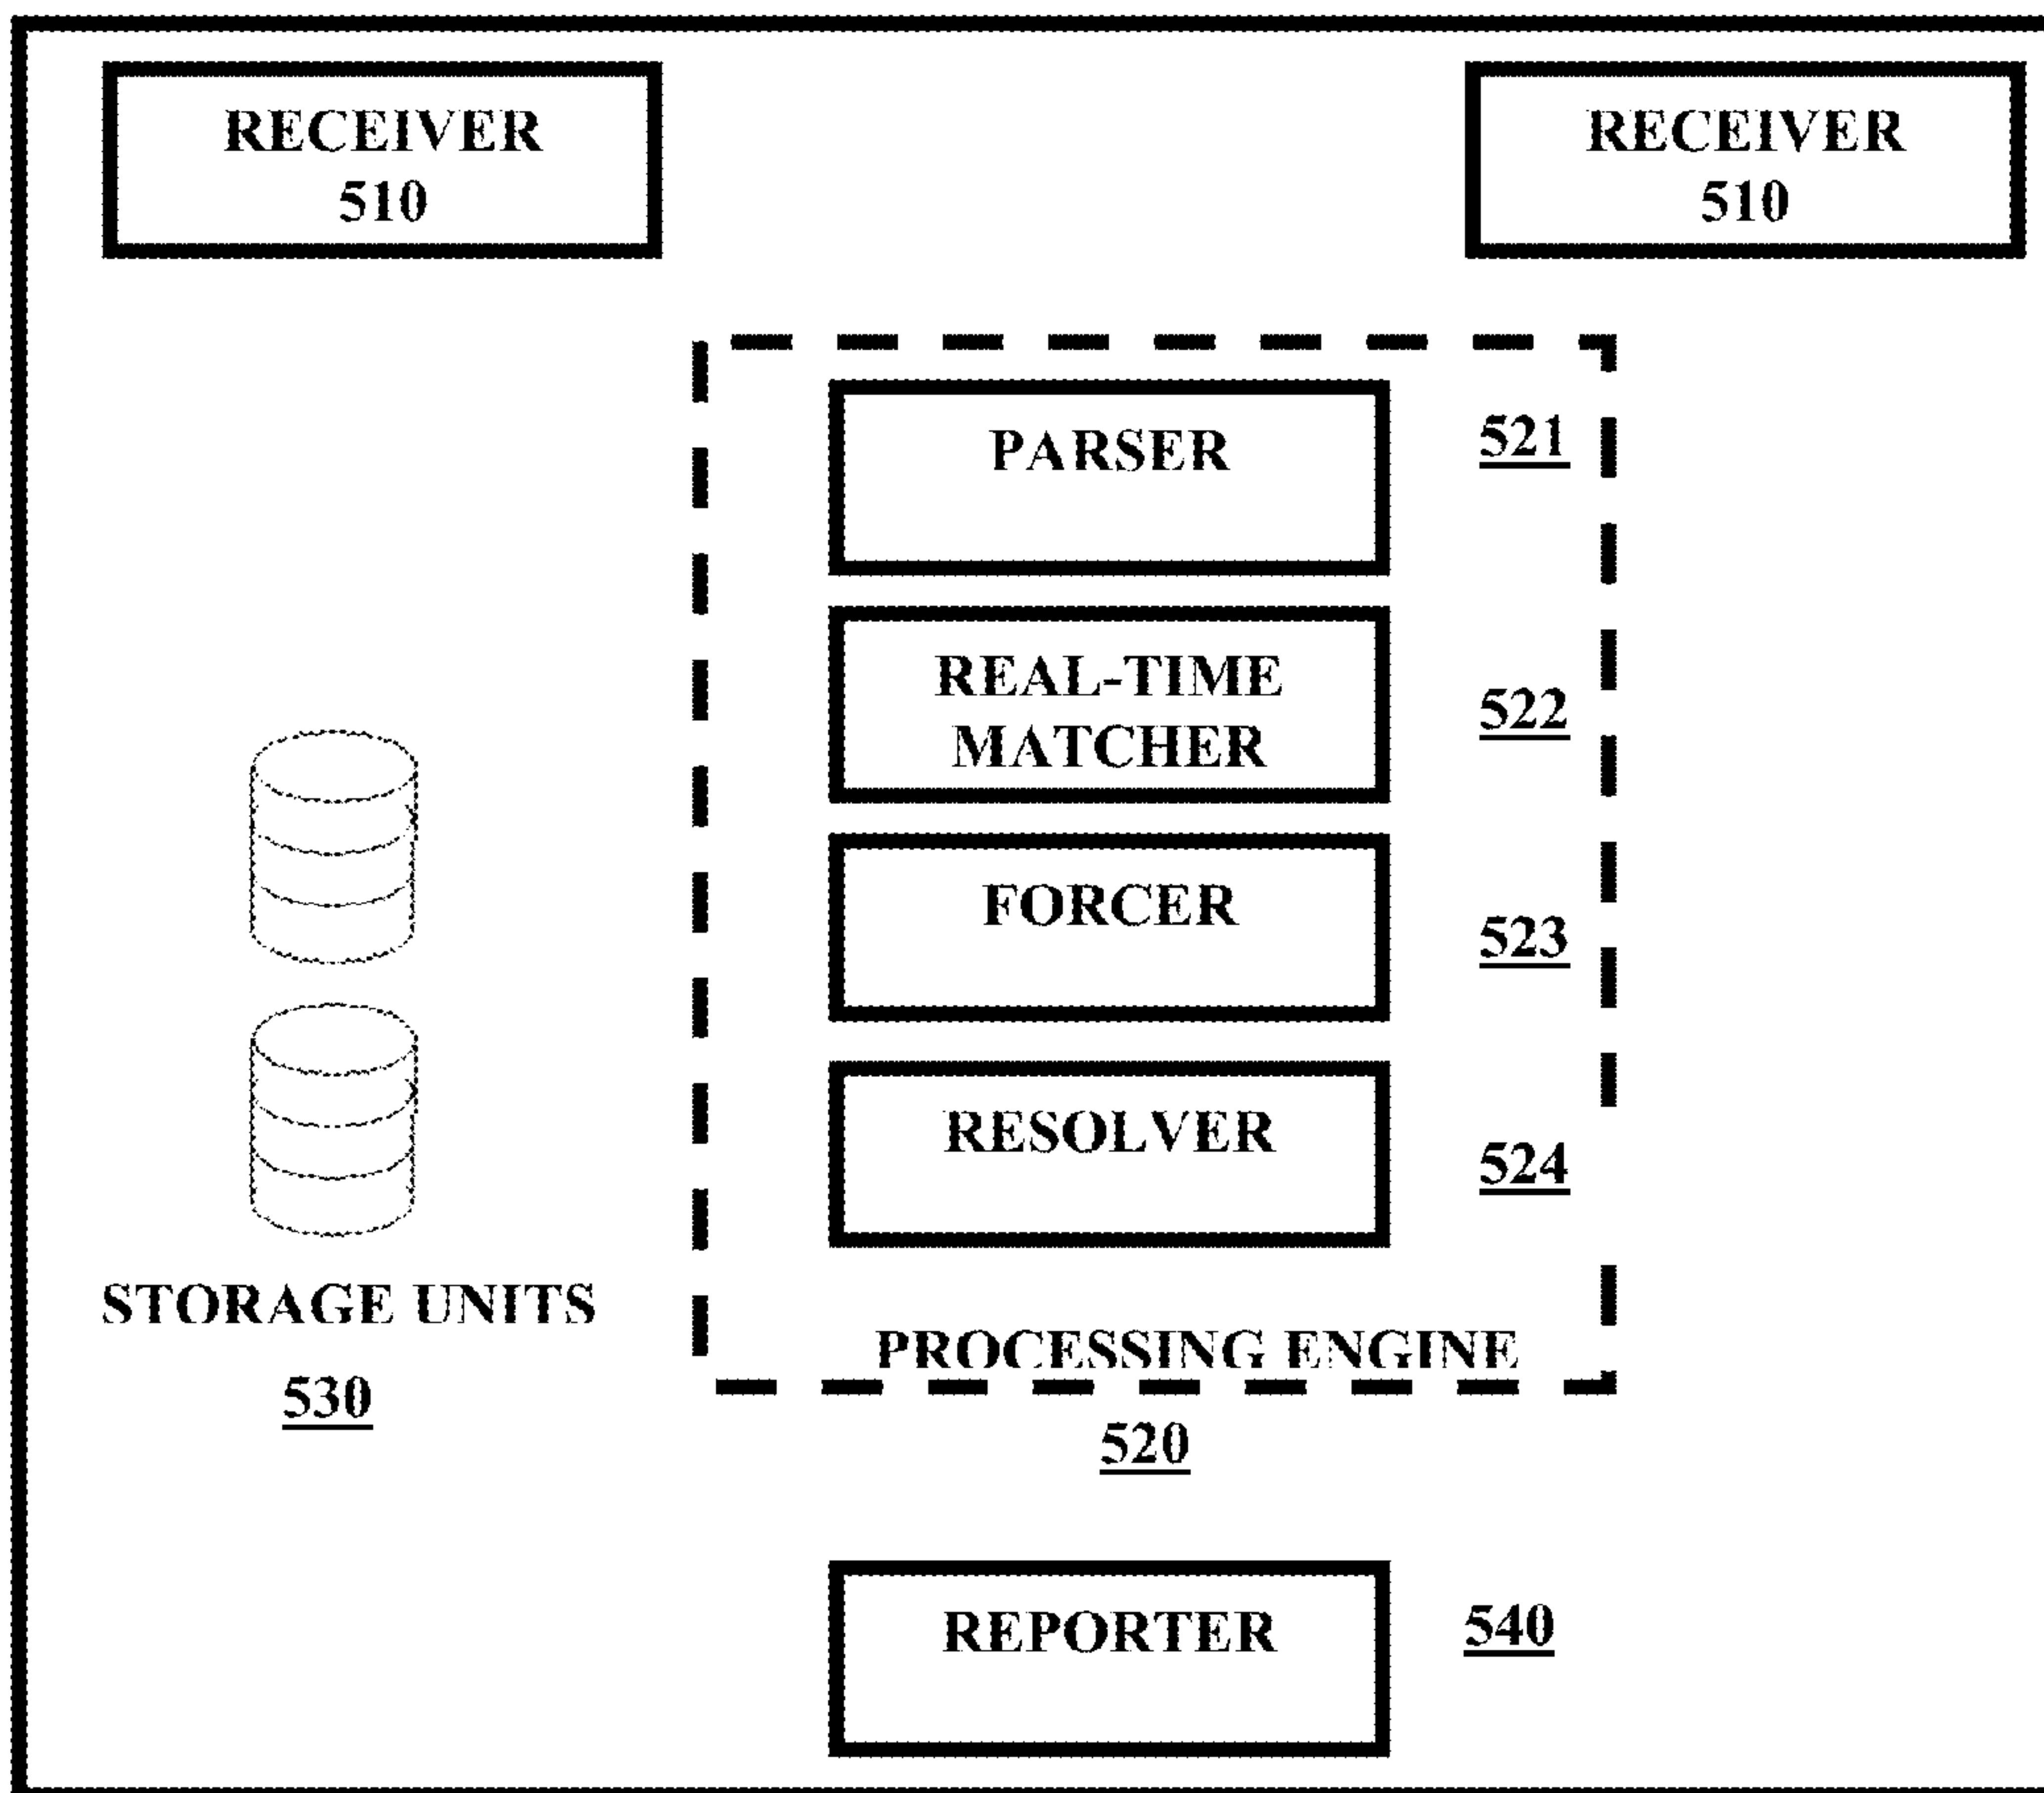 RECEIVER
510
RECEIVER
510
PARSER
521
REAL-TIME
MATCHER
522
FORCER
523
RESOLVER
524
STORAGE UNITS
530
PROCESSING ENGINE
520
REPORTER
540